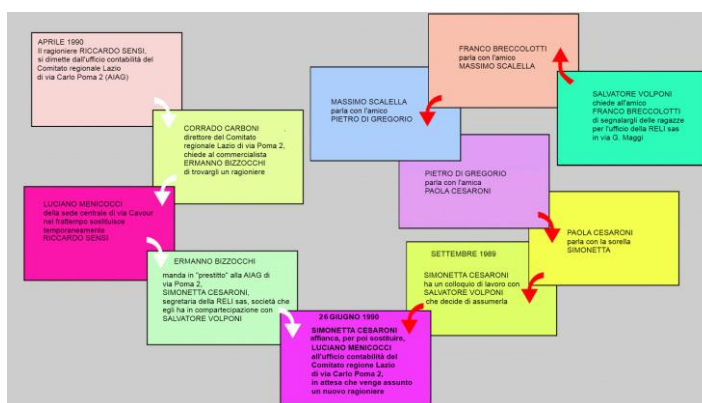 APRILE 1990
Il ragioniere RICCARDO SENSI,
si dimette dall'ufficio contabilità del
Comitato regionale Lazio
di via Carlo Poma 2 (AIAG)
CORRADO CARBONI
direttore del Comitato
regionale Lazio di via Poma 2,
chiede al commercialista
ERMANNO BIZZOCCHI
di trovargli un ragioniere
LUCIANO MENICOCCI
della sede centrale di via Cavour
nel frattempo sostituisce
temporaneamente
RICCARDO SENSI
ERMANNO BIZZOCCHI
manda in "prestitto" alla AIAG di
via Poma 2,
SIMONETTA CESARONI,
segretaria della RELI sas, società che
egli ha in compartecipazione con
SALVATORE VOLPONI
SALVATORE VOLPONI
chiede all'amico
FRANCO BRECCOLOTTI
di segnalargli delle ragazze
per l'ufficio della RELI sas
in via G. Maggi
FRANCO BRECCOLOTTI
parla con l'amico
MASSIMO SCALELLA
MASSIMO SCALELLA
parla con l'amico
PIETRO DI GREGORIO
PIETRO DI GREGORIO
parla con l'amica
PAOLA CESARONI
PAOLA CESARONI
parla con la sorella
SIMONETTA
SETTEMBRE 1989
SIMONETTA CESARONI
ha un colloquio di lavoro con
SALVATORE VOLPONI
che decide di assumerla
26 GIUGNO 1990
SIMONETTA CESARONI
affianca, per poi sostituire,
LUCIANO MENICOCCI
all'ufficio contabilità del
Comitato regione Lazio
di via Carlo Poma 2,
in attesa che venga assunto
un nuovo ragioniere